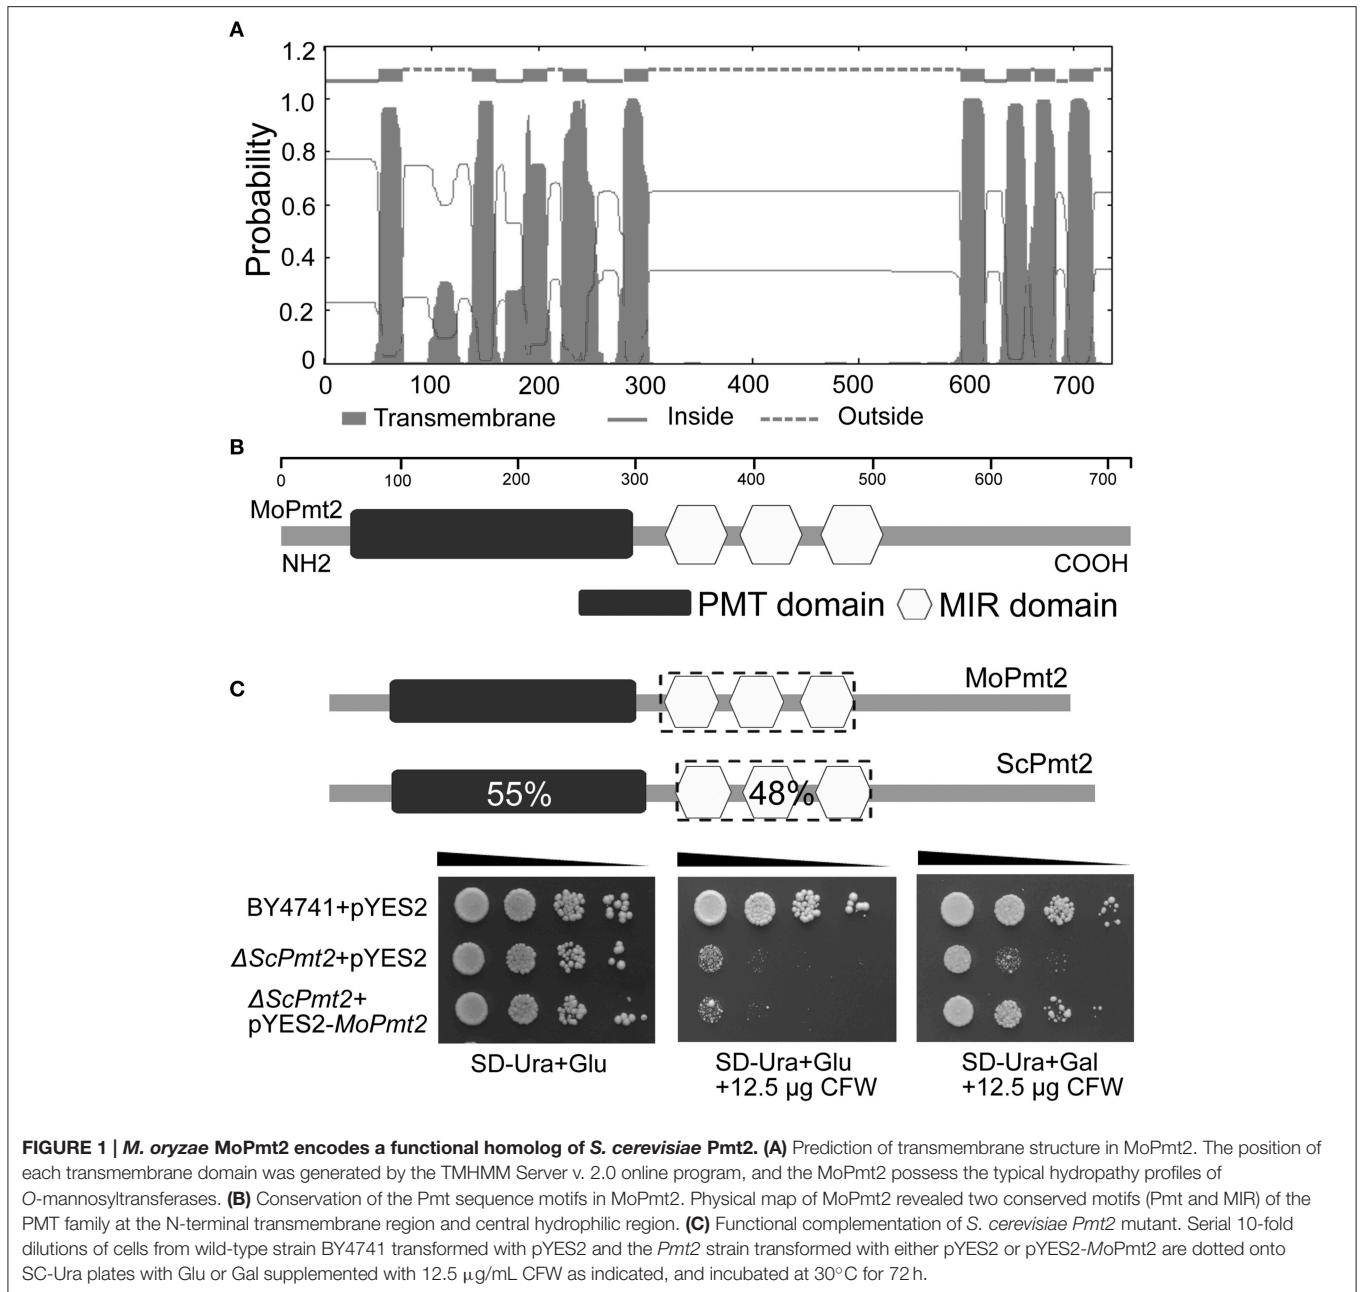 A
1.2
1.0
0.8
0.6
0.4
0.2
0
Probability
0 100 200 300 400 500 600 700
Transmembrane Inside Outside
B
0 100 200 300 400 500 600 700
MoPmt2
NH2 COOH
PMT domain MIR domain
C
MoPmt2
ScPmt2
55% 48%
BY4741+pYES2
ΔScPmt2+pYES2
ΔScPmt2+
pYES2-MoPmt2
SD-Ura+Glu
SD-Ura+Glu
+12.5 µg CFW
SD-Ura+Gal
+12.5 µg CFW
FIGURE 1 | M. oryzae MoPmt2 encodes a functional homolog of S. cerevisiae Pmt2. (A) Prediction of transmembrane structure in MoPmt2. The position of
each transmembrane domain was generated by the TMHMM Server v. 2.0 online program, and the MoPmt2 possess the typical hydropathy profiles of
O-mannosyltransferases. (B) Conservation of the Pmt sequence motifs in MoPmt2. Physical map of MoPmt2 revealed two conserved motifs (Pmt and MIR) of the
PMT family at the N-terminal transmembrane region and central hydrophilic region. (C) Functional complementation of S. cerevisiae Pmt2 mutant. Serial 10-fold
dilutions of cells from wild-type strain BY4741 transformed with pYES2 and the Pmt2 strain transformed with either pYES2 or pYES2-MoPmt2 are dotted onto
SC-Ura plates with Glu or Gal supplemented with 12.5 µg/mL CFW as indicated, and incubated at 30°C for 72 h.